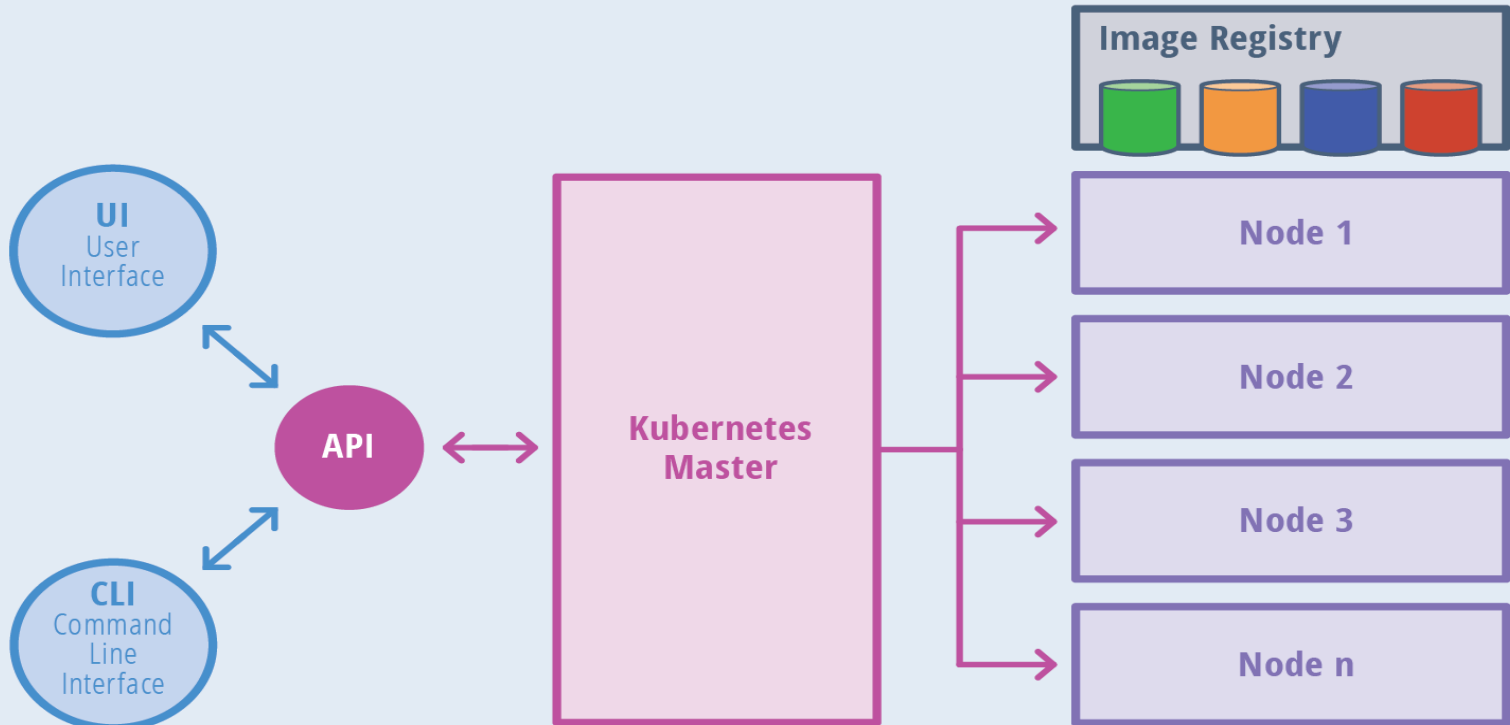 Image Registry
UI
User
Interface
Node 1
Node 2
API
Kubernetes
Master
Node 3
CLI
Command
Line
Interface
Node n